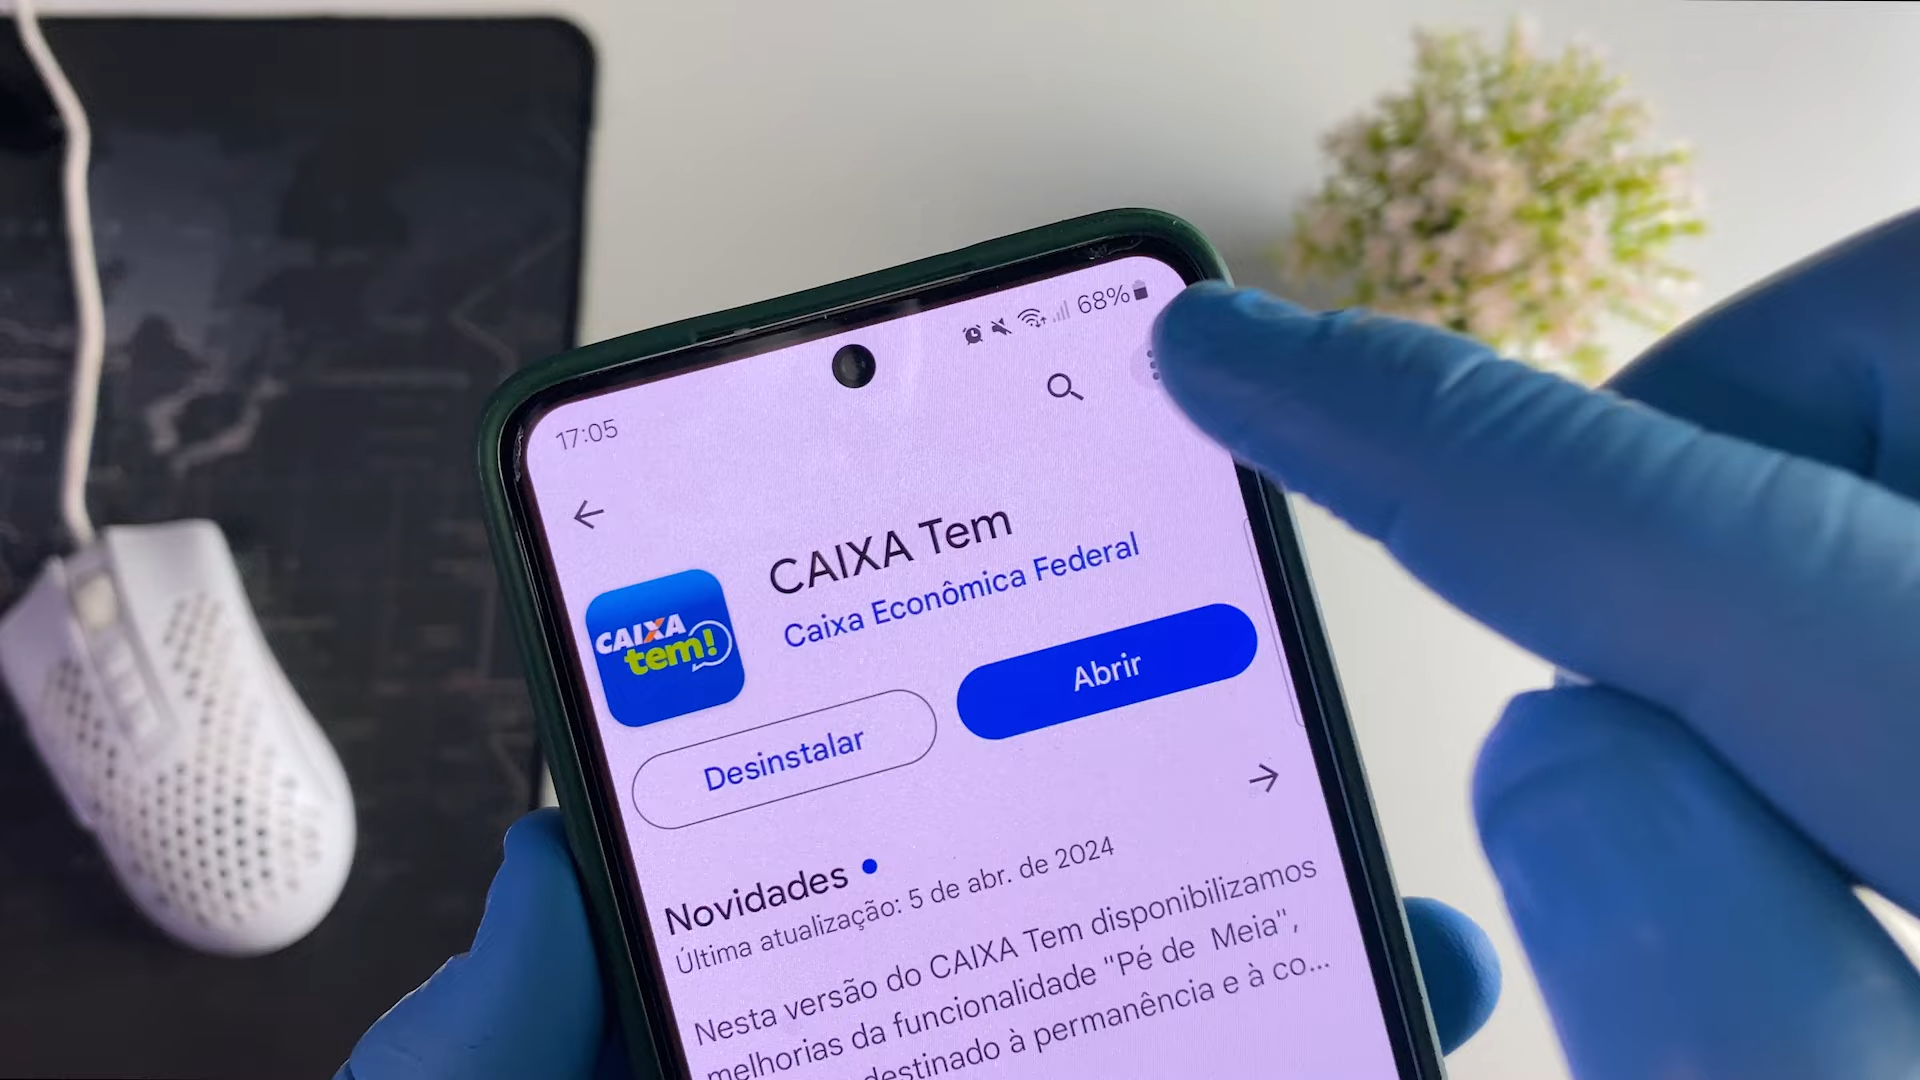 17:05
68%
CAIXA Tem
Caixa Econômica Federal
CAIXA
tem!
Desinstalar
Abrir
Novidades
Última atualização: 5 de abr. de 2024
Nesta versão do CAIXA Tem disponibilizamos
melhorias da funcionalidade "Pé de Meia",
destinado à permanência e à co...